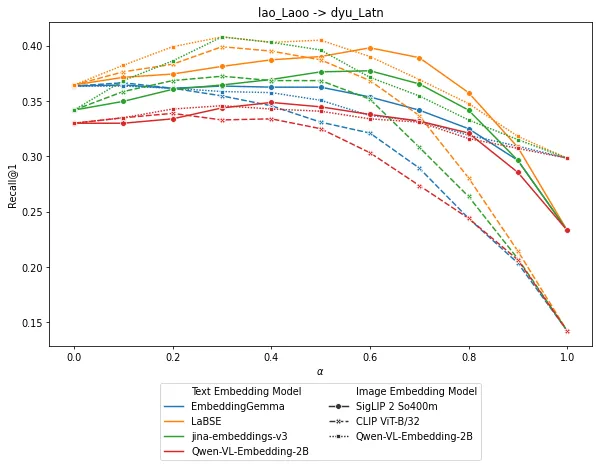 lao_Laoo -> dyu_Latn
0.40
0.35
0.30
0.25
0.20
0.15
Recall@1
0.0 0.2 0.4 0.6 0.8 1.0
α
Text Embedding Model Image Embedding Model
EmbeddingGemma SigLIP 2 So400m
LaBSE CLIP ViT-B/32
jina-embeddings-v3 Qwen-VL-Embedding-2B
Qwen-VL-Embedding-2B